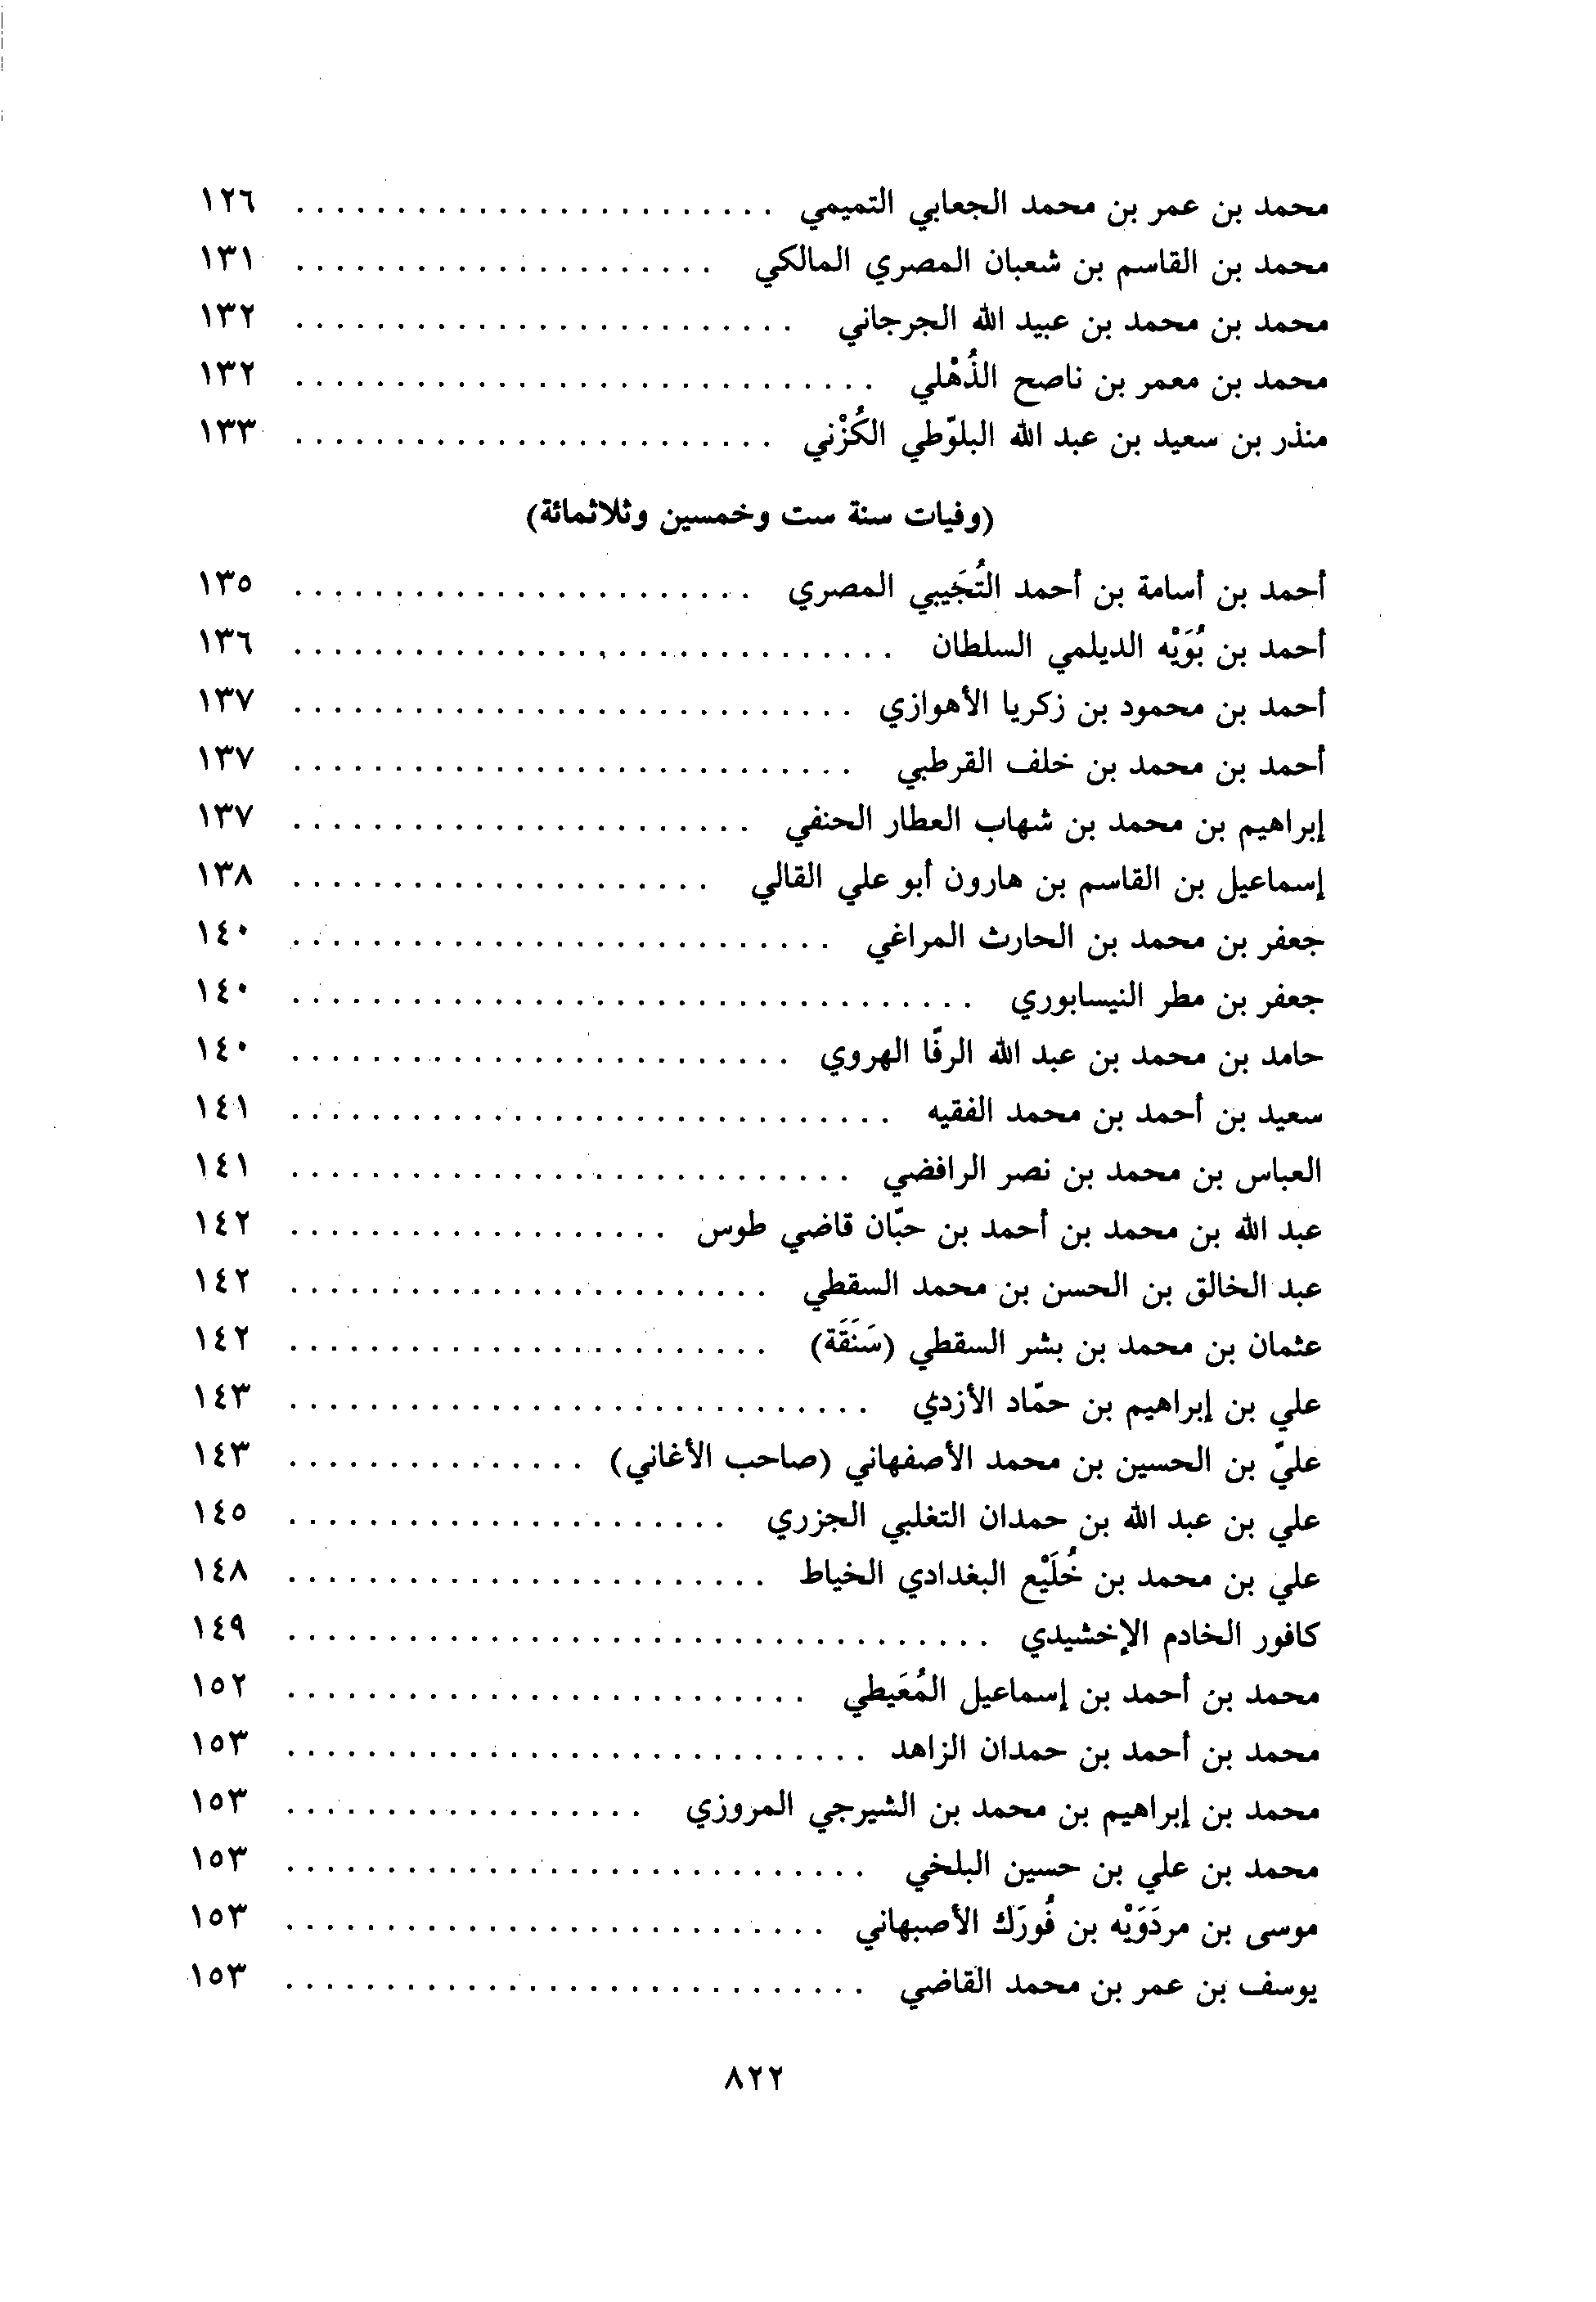 محمد بن عمر بن محمد الجعابي التميمي . . . . . . . . . . . . . . . . . . . . . . . . ١٢٦
محمد بن القاسم بن شعبان المصري المالكي . . . . . . . . . . . . . . . . . . . . . ١٣١
محمد بن محمد بن عبيد الله الجرجاني . . . . . . . . . . . . . . . . . . . . . . . . . ١٣٢
محمد بن معمر بن ناصح الذُهْلي . . . . . . . . . . . . . . . . . . . . . . . . . . . . . ١٣٢
منذر بن سعيد بن عبد الله البلوّطي الكُزْني . . . . . . . . . . . . . . . . . . . . . . . . ١٣٣
(وفيات سنة ست وخمسين وثلاثمائة)
أحمد بن أسامة بن أحمد التُجَيبي المصري . . . . . . . . . . . . . . . . . . . . . . . ١٣٥
أحمد بن بُوَيْه الديلمي السلطان . . . . . . . . . . . . . . . . . . . . . . . . . . . . . . ١٣٦
أحمد بن محمود بن زكريا الأهوازي . . . . . . . . . . . . . . . . . . . . . . . . . . . . ١٣٧
أحمد بن محمد بن خلف القرطبي . . . . . . . . . . . . . . . . . . . . . . . . . . . . ١٣٧
إبراهيم بن محمد بن شهاب العطار الحنفي . . . . . . . . . . . . . . . . . . . . . . . ١٣٧
إسماعيل بن القاسم بن هارون أبو علي القالي . . . . . . . . . . . . . . . . . . . . . ١٣٨
جعفر بن محمد بن الحارث المراغي . . . . . . . . . . . . . . . . . . . . . . . . . . . ١٤٠
جعفر بن مطر النيسابوري . . . . . . . . . . . . . . . . . . . . . . . . . . . . . . . . . . ١٤٠
حامد بن محمد بن عبد الله الرفّا الهروي . . . . . . . . . . . . . . . . . . . . . . . . . ١٤٠
سعيد بن أحمد بن محمد الفقيه . . . . . . . . . . . . . . . . . . . . . . . . . . . . . . ١٤١
العباس بن محمد بن نصر الرافضي . . . . . . . . . . . . . . . . . . . . . . . . . . . . ١٤١
عبد الله بن محمد بن أحمد بن حبّان قاضي طوس . . . . . . . . . . . . . . . . . . . ١٤٢
عبد الخالق بن الحسن بن محمد السقطي . . . . . . . . . . . . . . . . . . . . . . . . ١٤٢
عثمان بن محمد بن بشر السقطي (سَنَقَة) . . . . . . . . . . . . . . . . . . . . . . . . ١٤٢
علي بن إبراهيم بن حمّاد الأزدي . . . . . . . . . . . . . . . . . . . . . . . . . . . . . ١٤٣
عليّ بن الحسين بن محمد الأصفهاني (صاحب الأغاني) . . . . . . . . . . . . . . . ١٤٣
علي بن عبد الله بن حمدان التغلبي الجزري . . . . . . . . . . . . . . . . . . . . . . ١٤٥
علي بن محمد بن خُلَيْع البغدادي الخياط . . . . . . . . . . . . . . . . . . . . . . . . ١٤٨
كافور الخادم الإخشيدي . . . . . . . . . . . . . . . . . . . . . . . . . . . . . . . . . . . ١٤٩
محمد بن أحمد بن إسماعيل المُعَيطي . . . . . . . . . . . . . . . . . . . . . . . . . . ١٥٢
محمد بن أحمد بن حمدان الزاهد . . . . . . . . . . . . . . . . . . . . . . . . . . . . . ١٥٣
محمد بن إبراهيم بن محمد بن الشيرجي المروزي . . . . . . . . . . . . . . . . . . ١٥٣
محمد بن علي بن حسين البلخي . . . . . . . . . . . . . . . . . . . . . . . . . . . . . ١٥٣
موسى بن مردَوَيْه بن فُورَك الأصبهاني . . . . . . . . . . . . . . . . . . . . . . . . . . . ١٥٣
يوسف بن عمر بن محمد القاضي . . . . . . . . . . . . . . . . . . . . . . . . . . . . . ١٥٣
٨٢٢